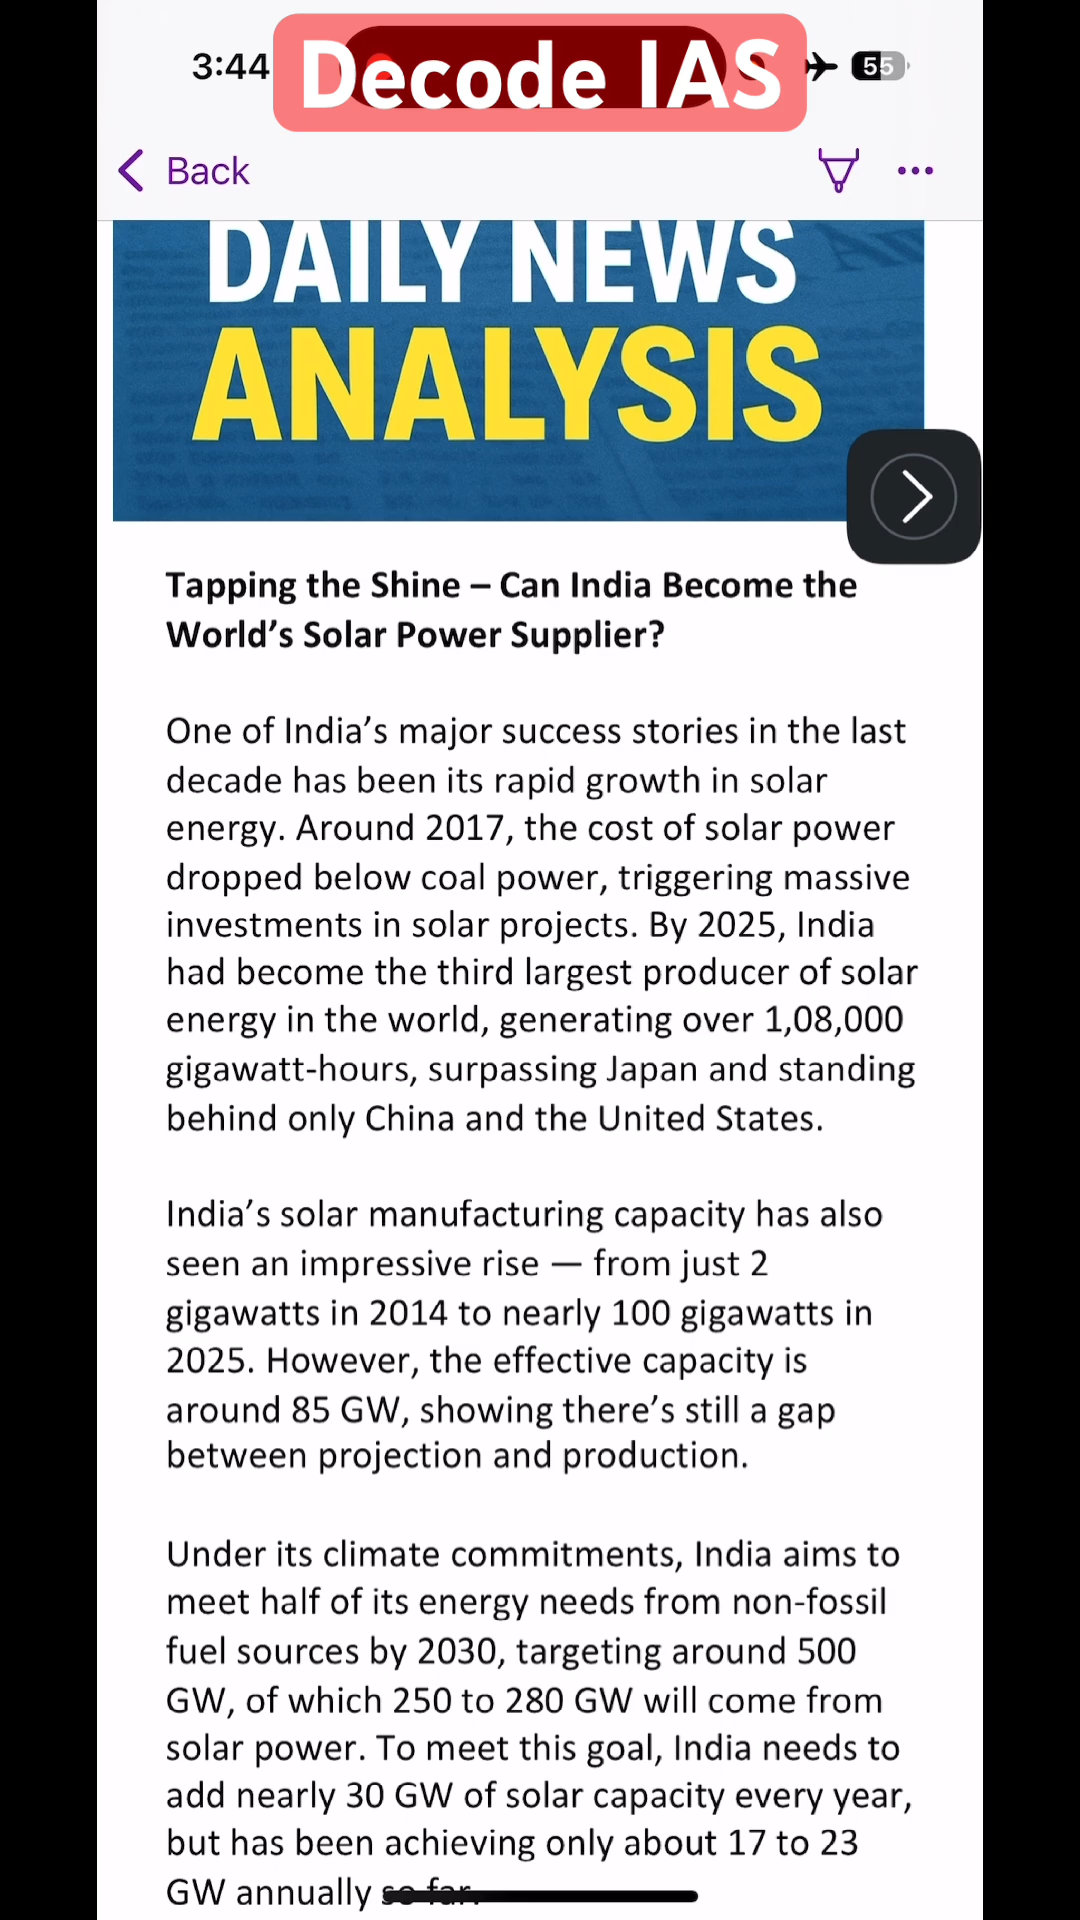 3:44
Decode IAS
55
Back
DAILY NEWS
ANALYSIS
Tapping the Shine – Can India Become the
World’s Solar Power Supplier?
One of India’s major success stories in the last
decade has been its rapid growth in solar
energy. Around 2017, the cost of solar power
dropped below coal power, triggering massive
investments in solar projects. By 2025, India
had become the third largest producer of solar
energy in the world, generating over 1,08,000
gigawatt-hours, surpassing Japan and standing
behind only China and the United States.
India’s solar manufacturing capacity has also
seen an impressive rise — from just 2
gigawatts in 2014 to nearly 100 gigawatts in
2025. However, the effective capacity is
around 85 GW, showing there’s still a gap
between projection and production.
Under its climate commitments, India aims to
meet half of its energy needs from non-fossil
fuel sources by 2030, targeting around 500
GW, of which 250 to 280 GW will come from
solar power. To meet this goal, India needs to
add nearly 30 GW of solar capacity every year,
but has been achieving only about 17 to 23
GW annually so far.